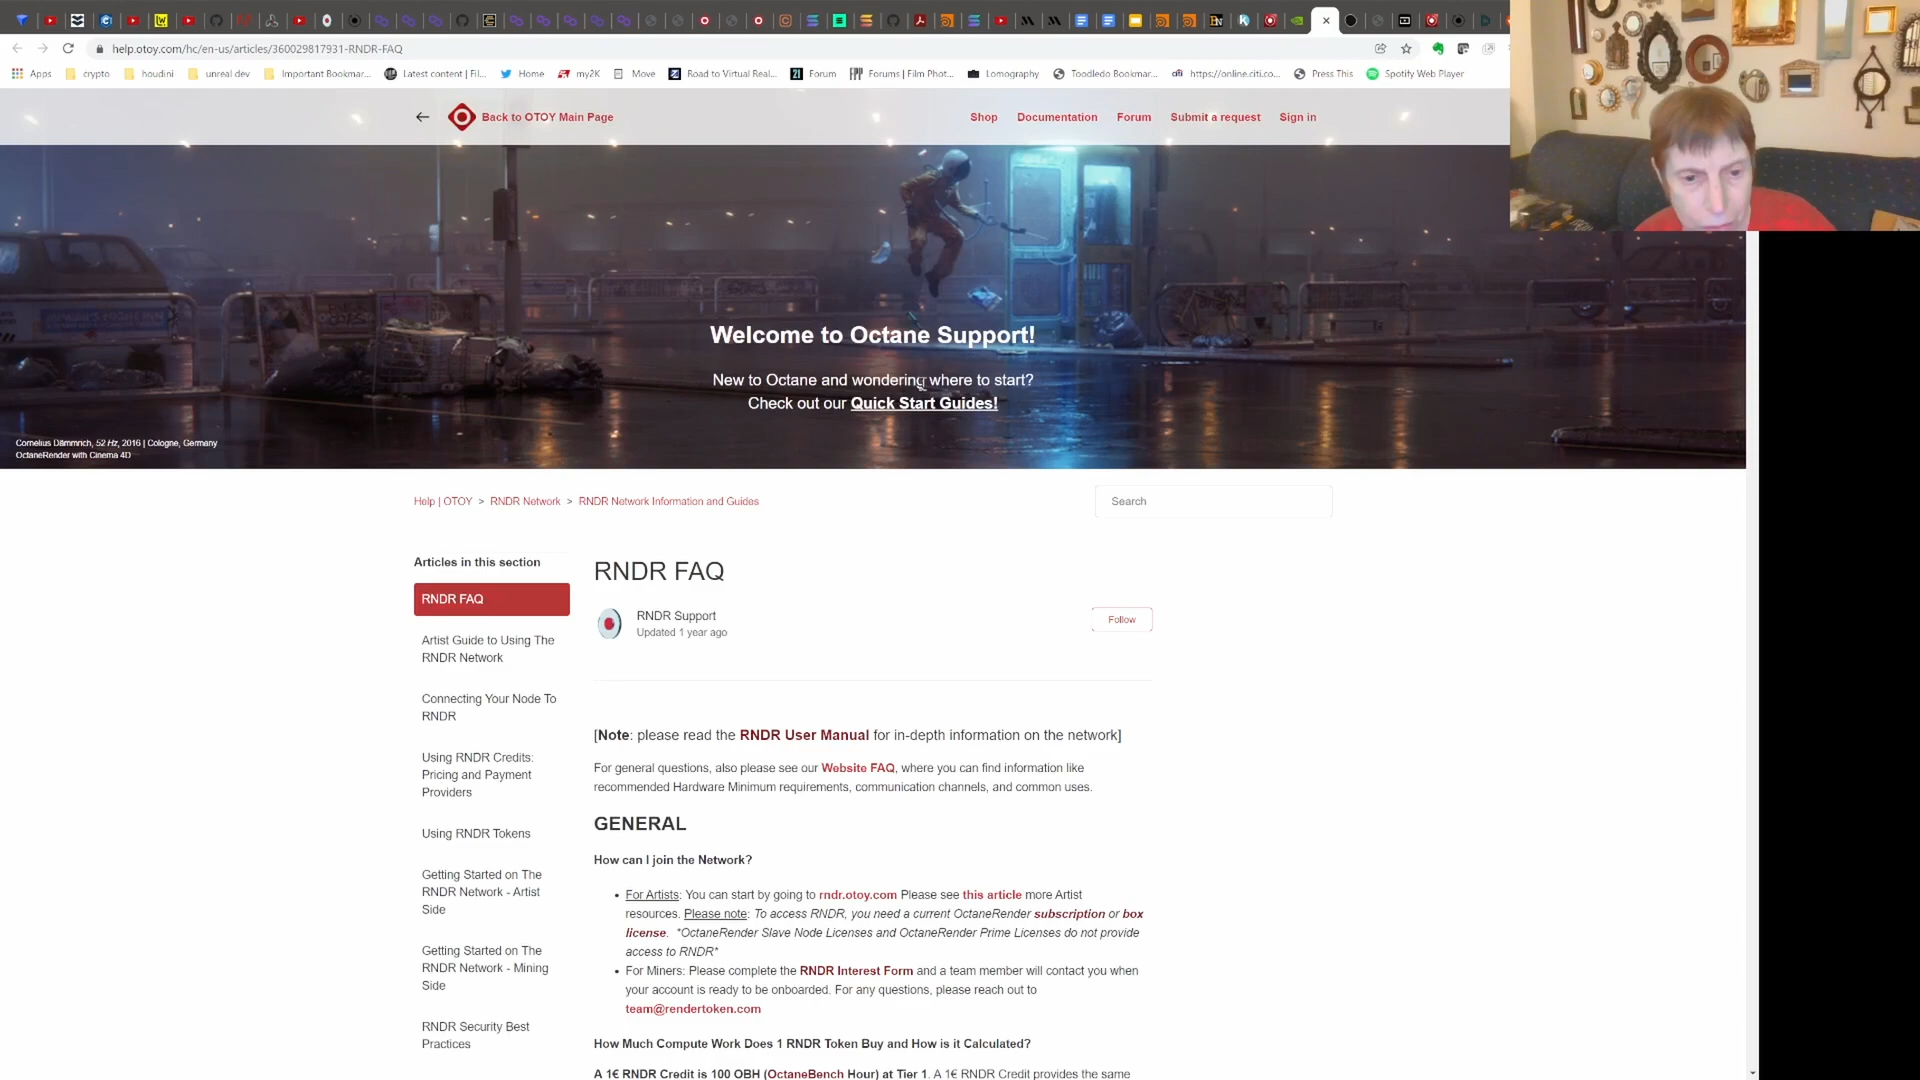 help.otoy.com/hc/en-us/articles/360029817931-RNDR-FAQ
Apps
crypto
houdini
unreal dev
Important Bookmar...
Latest content | Fil...
Home
my2K
Move
Road to Virtual Real...
Forum
Forums | Film Phot...
Lomography
Toodledo Bookmar...
https://online.citi.co...
Press This
Spotify Web Player
Back to OTOY Main Page
Shop
Documentation
Forum
Submit a request
Sign in
Welcome to Octane Support!
New to Octane and wondering where to start?
Check out our Quick Start Guides!
Cornelius Dämmrich, 52 Hz, 2016 | Cologne, Germany
OctaneRender with Cinema 4D
Help | OTOY > RNDR Network > RNDR Network Information and Guides
Search
Articles in this section
RNDR FAQ
Artist Guide to Using The
RNDR Network
Connecting Your Node To
RNDR
Using RNDR Credits:
Pricing and Payment
Providers
Using RNDR Tokens
Getting Started on The
RNDR Network - Artist
Side
Getting Started on The
RNDR Network - Mining
Side
RNDR Security Best
Practices
RNDR FAQ
RNDR Support
Updated 1 year ago
Follow
[Note: please read the RNDR User Manual for in-depth information on the network]
For general questions, also please see our Website FAQ, where you can find information like
recommended Hardware Minimum requirements, communication channels, and common uses.
GENERAL
How can I join the Network?
• For Artists: You can start by going to rndr.otoy.com Please see this article more Artist
resources. Please note: To access RNDR, you need a current OctaneRender subscription or box
license. *OctaneRender Slave Node Licenses and OctaneRender Prime Licenses do not provide
access to RNDR*
• For Miners: Please complete the RNDR Interest Form and a team member will contact you when
your account is ready to be onboarded. For any questions, please reach out to
team@rendertoken.com
How Much Compute Work Does 1 RNDR Token Buy and How is it Calculated?
A 1€ RNDR Credit is 100 OBH (OctaneBench Hour) at Tier 1. A 1€ RNDR Credit provides the same